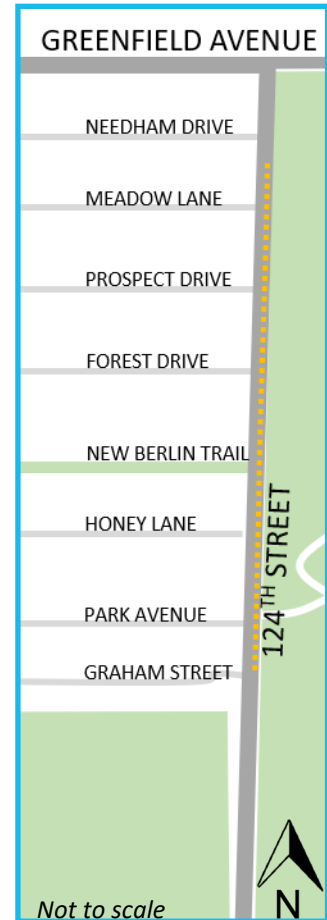 GREENFIELD AVENUE
NEEDHAM DRIVE
MEADOW LANE
PROSPECT DRIVE
FOREST DRIVE
NEW BERLIN TRAIL
HONEY LANE
124TH STREET
PARK AVENUE
GRAHAM STREET
Not to scale
N